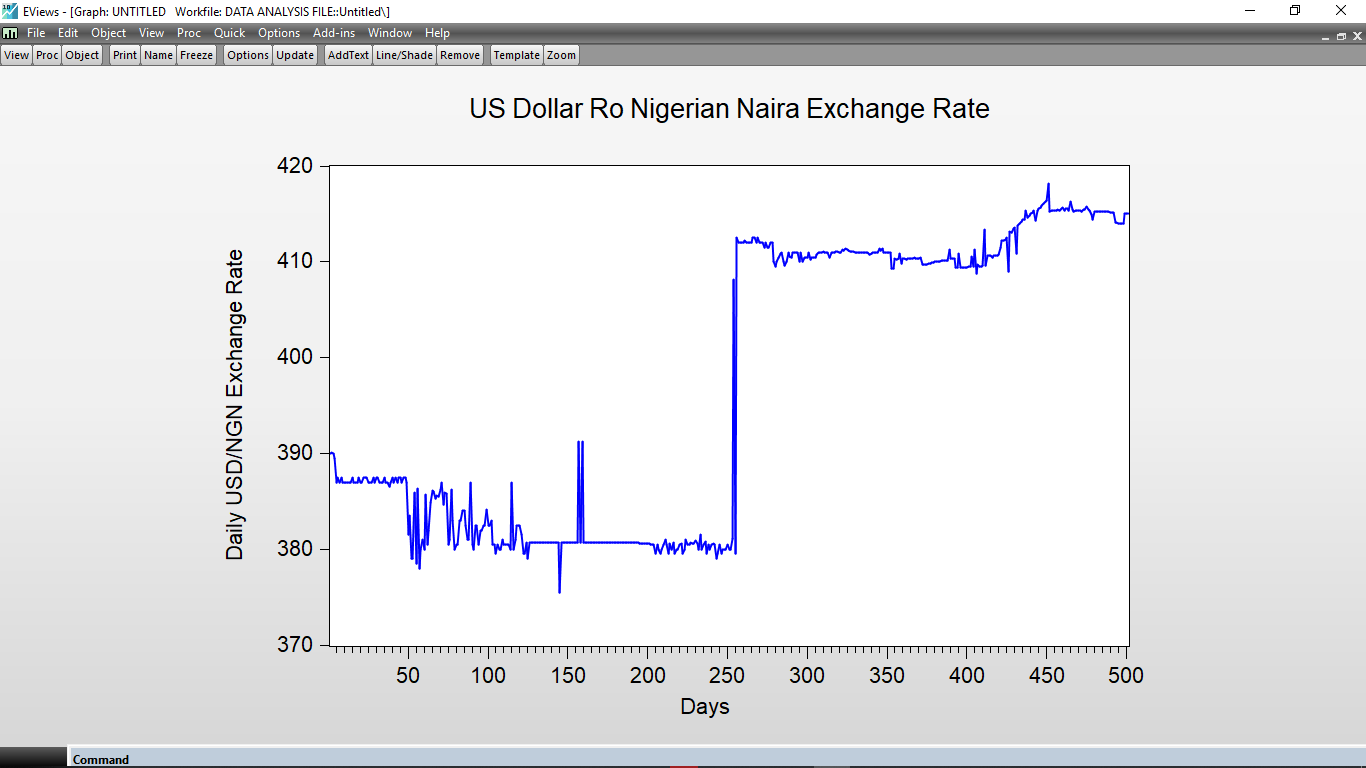 EViews - [Graph: UNTITLED   Workfile: DATA ANALYSIS FILE::Untitled\]
File Edit Object View Proc Quick Options Add-ins Window Help
View Proc Object Print Name Freeze Options Update AddText Line/Shade Remove Template Zoom
US Dollar Ro Nigerian Naira Exchange Rate
420
410
400
390
380
370
Daily USD/NGN Exchange Rate
50 100 150 200 250 300 350 400 450 500
Days
Command